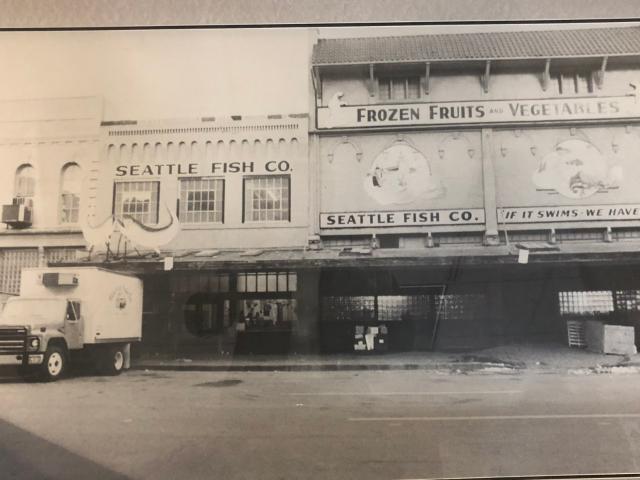 FROZEN FRUITS AND VEGETABLES
SEATTLE FISH CO.
SEATTLE FISH CO.
"IF IT SWIMS - WE HAVE